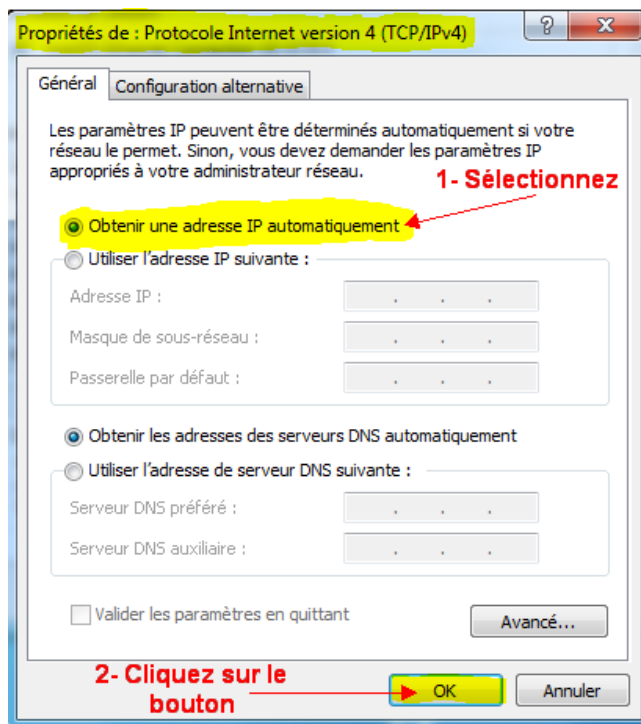 Propriétés de : Protocole Internet version 4 (TCP/IPv4)
?
X
Général
Configuration alternative
Les paramètres IP peuvent être déterminés automatiquement si votre
réseau le permet. Sinon, vous devez demander les paramètres IP
appropriés à votre administrateur réseau.
1- Sélectionnez
Obtenir une adresse IP automatiquement
Utiliser l'adresse IP suivante :
Adresse IP :
Masque de sous-réseau :
Passerelle par défaut :
Obtenir les adresses des serveurs DNS automatiquement
Utiliser l'adresse de serveur DNS suivante :
Serveur DNS préféré :
Serveur DNS auxiliaire :
Valider les paramètres en quittant
Avancé...
2- Cliquez sur le
bouton
OK
Annuler